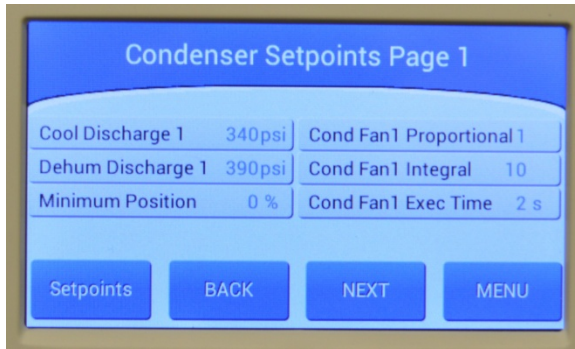 Condenser Setpoints Page 1
Cool Discharge 1 340psi
Dehum Discharge 1 390psi
Minimum Position 0 %
Cond Fan1 Proportional 1
Cond Fan1 Integral 10
Cond Fan1 Exec Time 2 s
Setpoints
BACK
NEXT
MENU